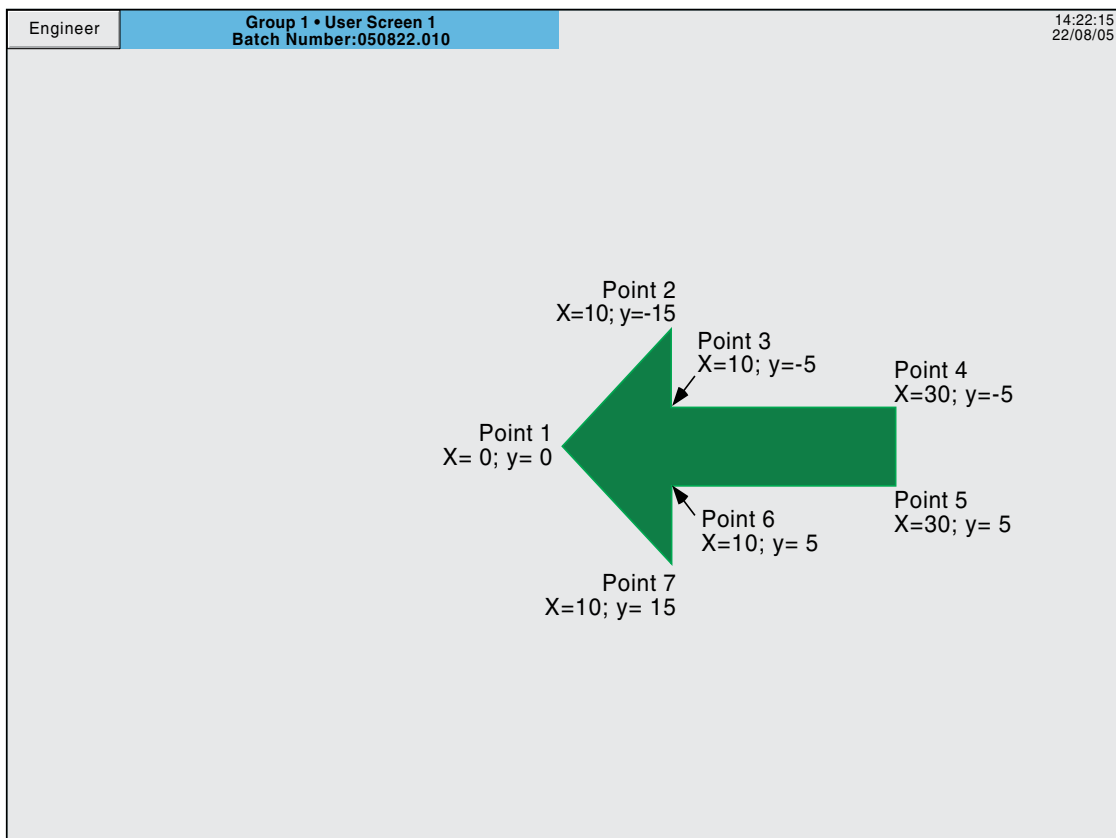 Engineer
Group 1 • User Screen 1
Batch Number:050822.010
14:22:15
22/08/05
Point 2
X=10; y=-15
Point 3
X=10; y=-5
Point 4
X=30; y=-5
Point 1
X= 0; y= 0
Point 5
X=30; y= 5
Point 6
X=10; y= 5
Point 7
X=10; y= 15